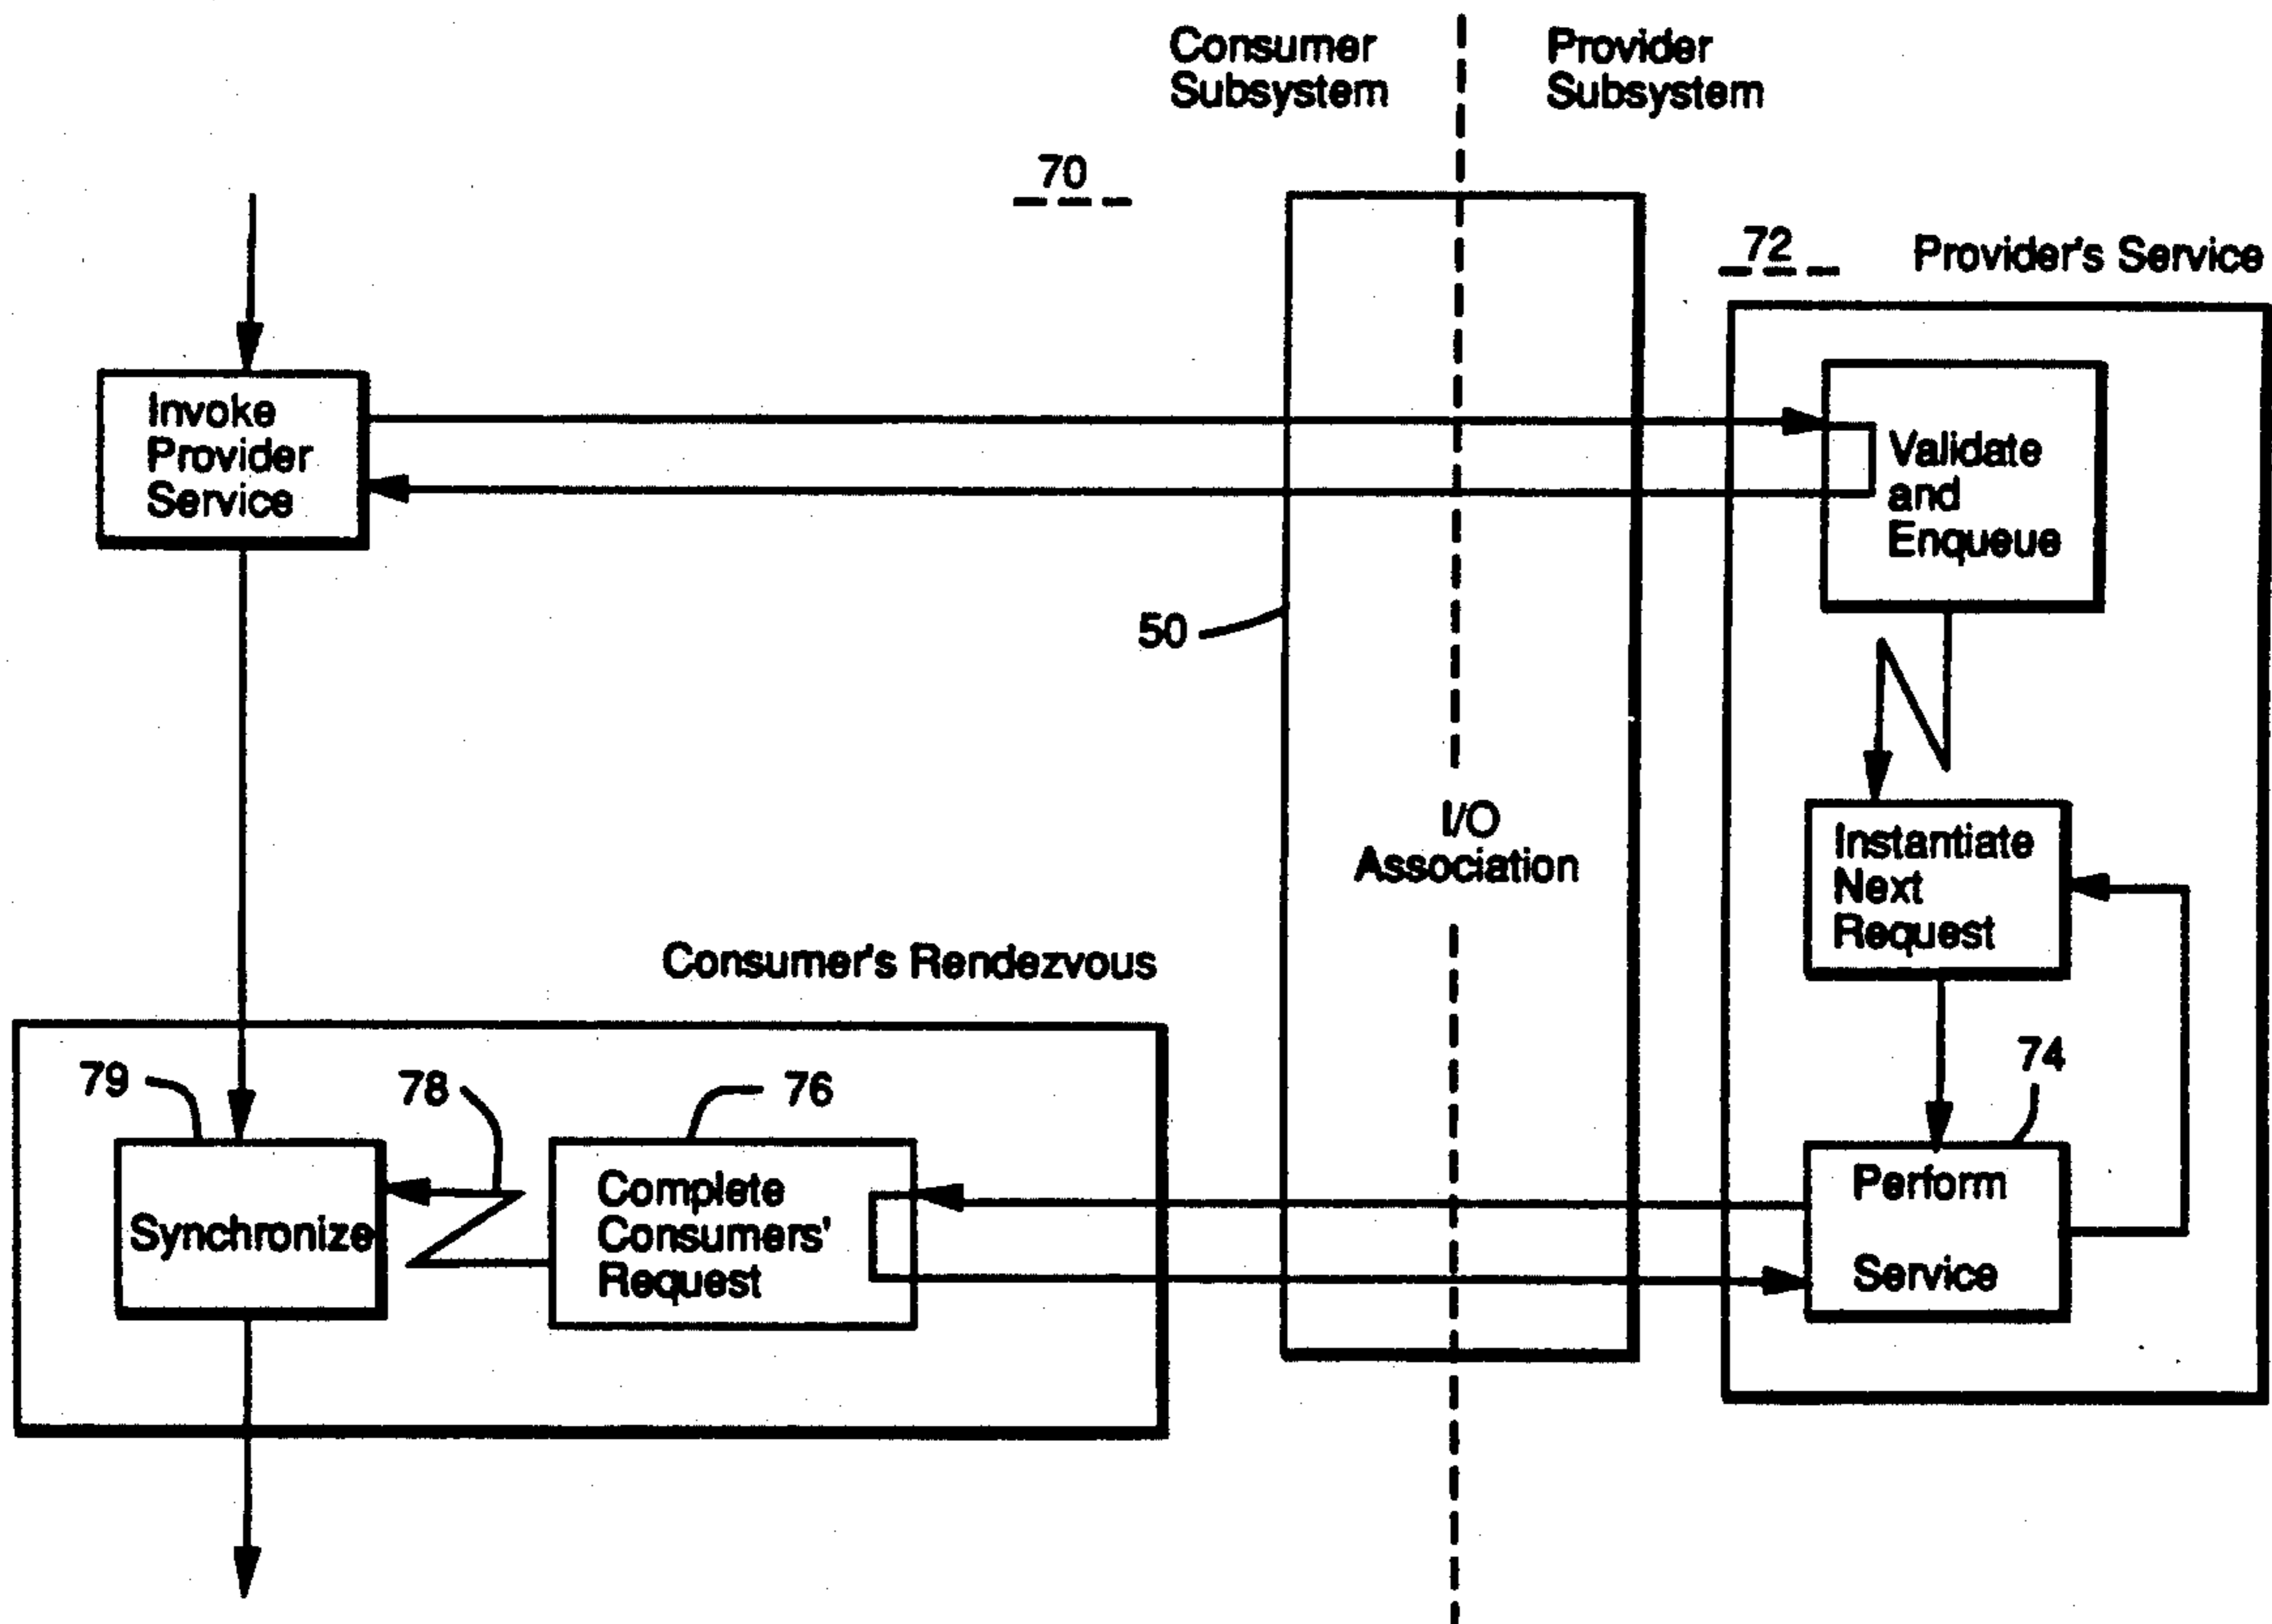 Consumer
Subsystem
Provider
Subsystem
70
72
Provider's Service
Invoke
Provider
Service
Validate
and
Enqueue
50
I/O
Association
Instantiate
Next
Request
Consumer's Rendezvous
79
78
76
74
Synchronize
Complete
Consumers'
Request
Perform
Service